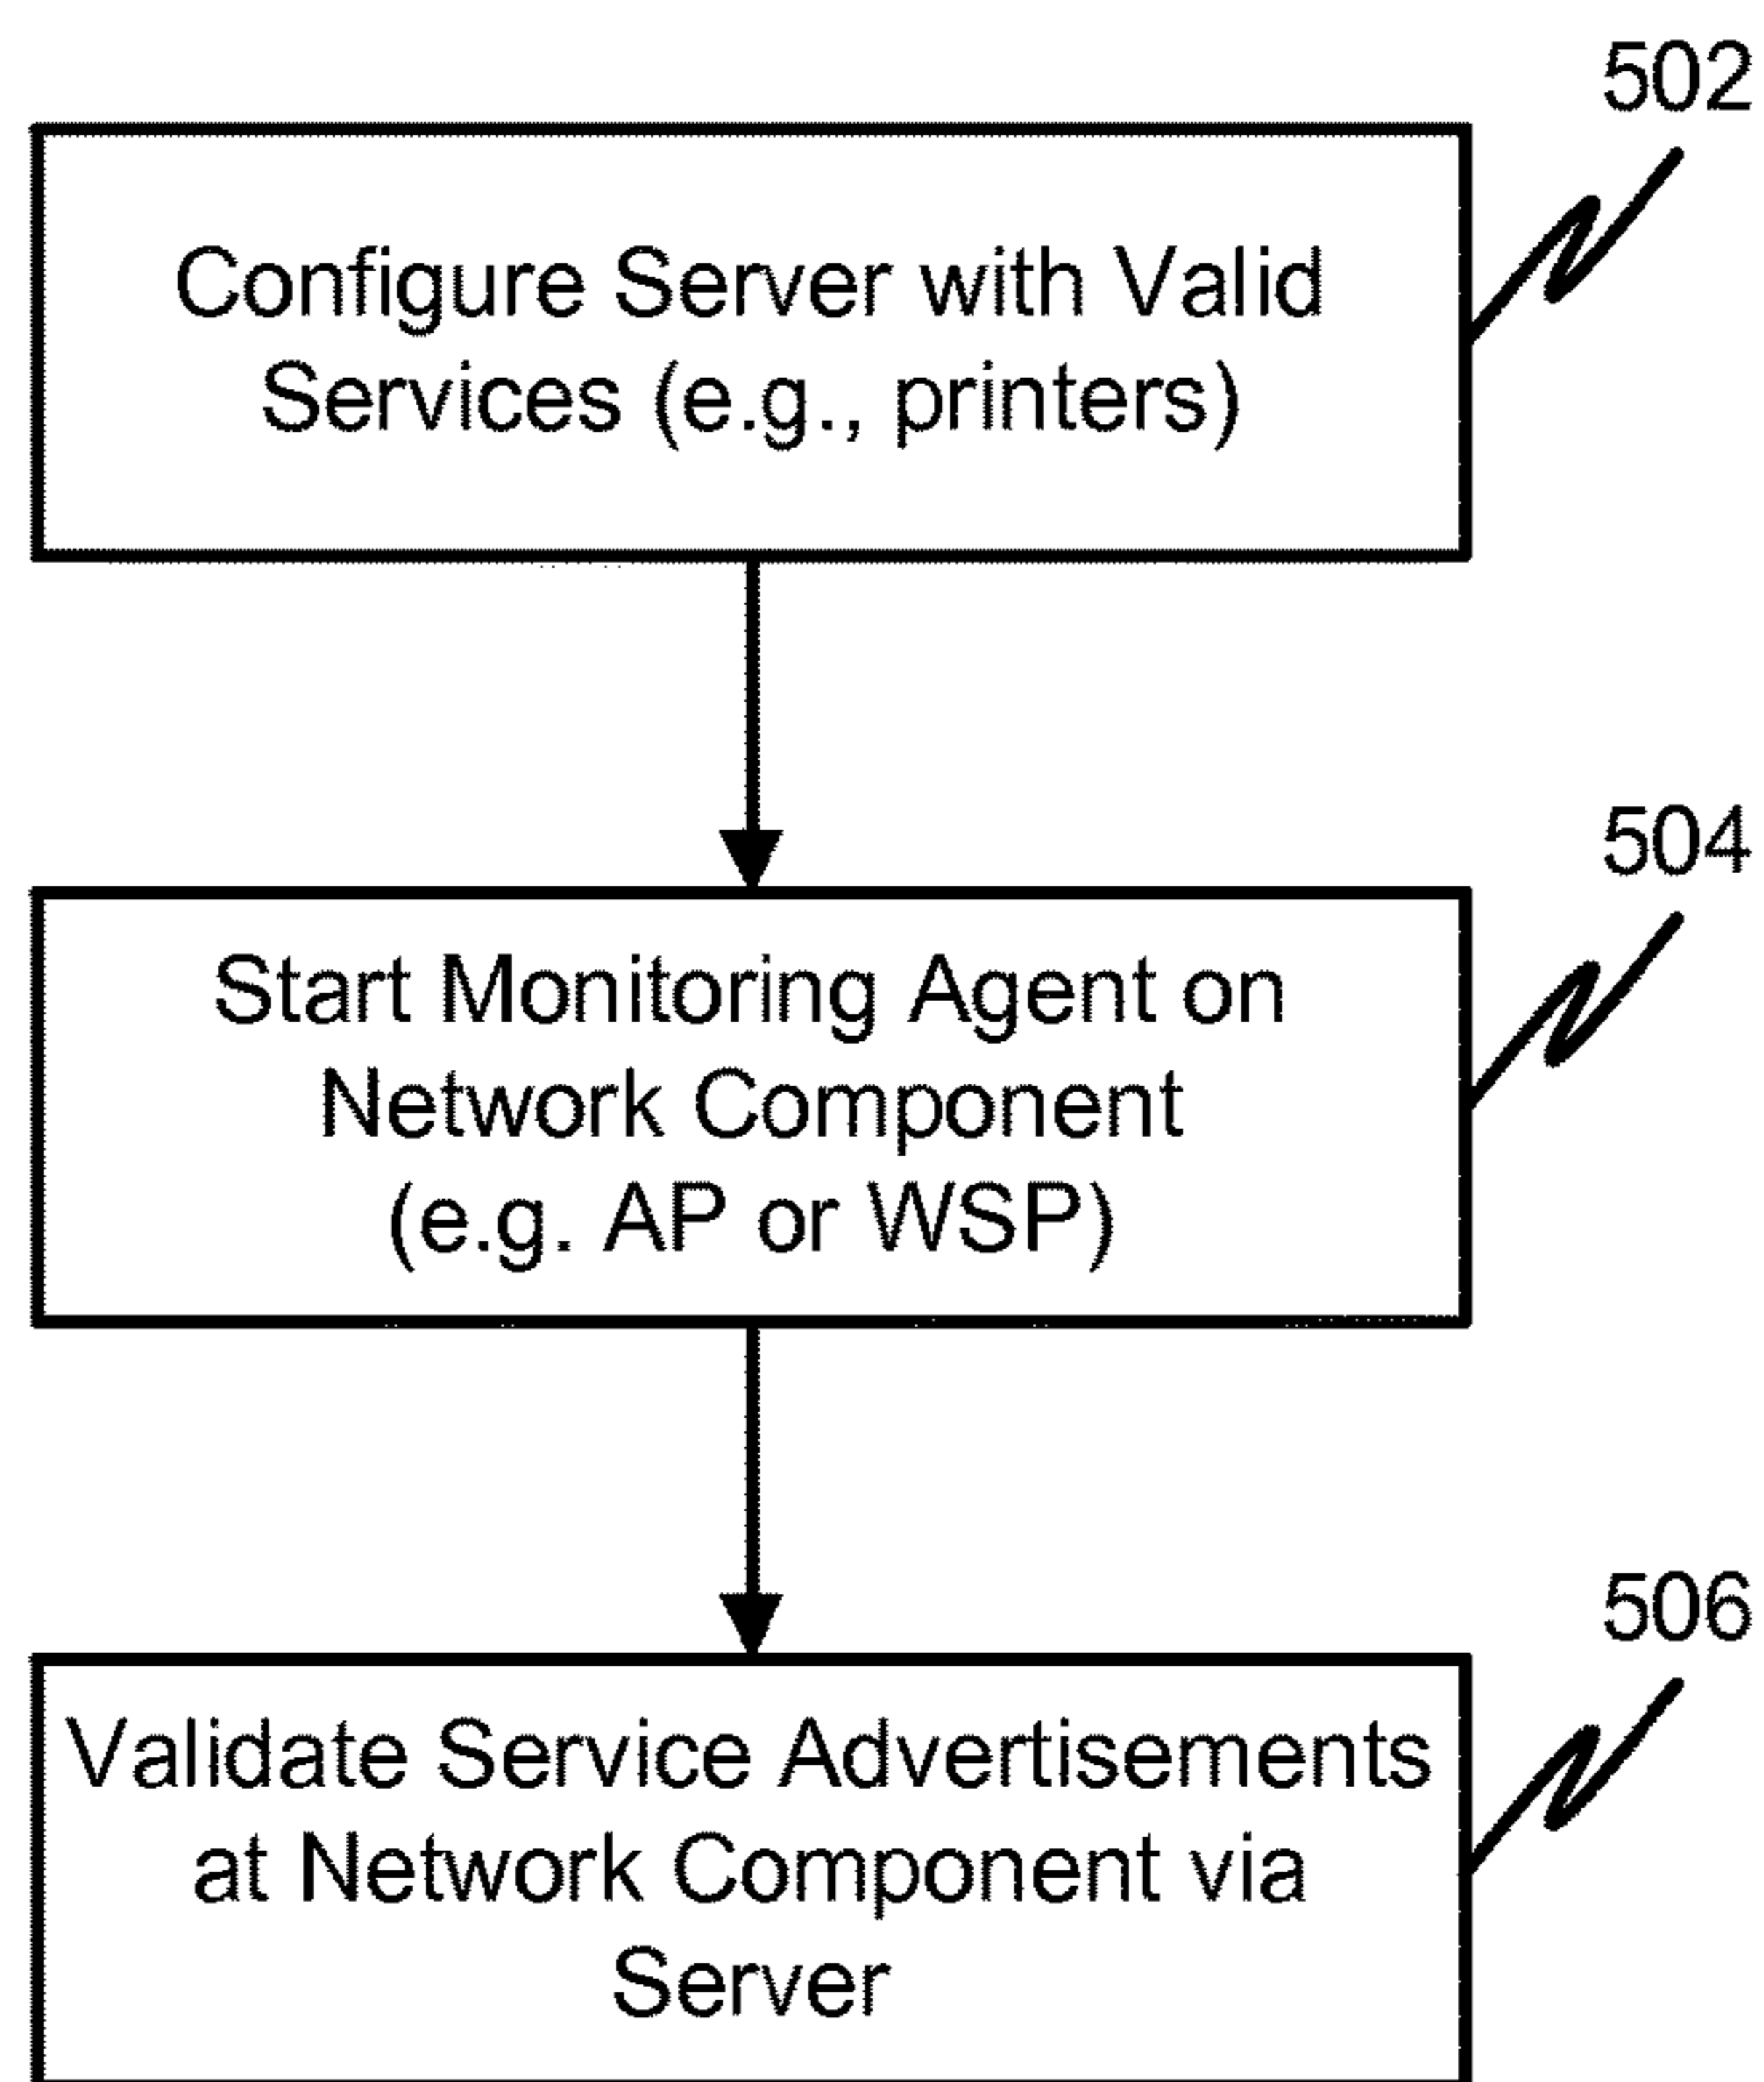 502
Configure Server with Valid
Services (e.g., printers)
504
Start Monitoring Agent on
Network Component
(e.g. AP or WSP)
506
Validate Service Advertisements
at Network Component via
Server